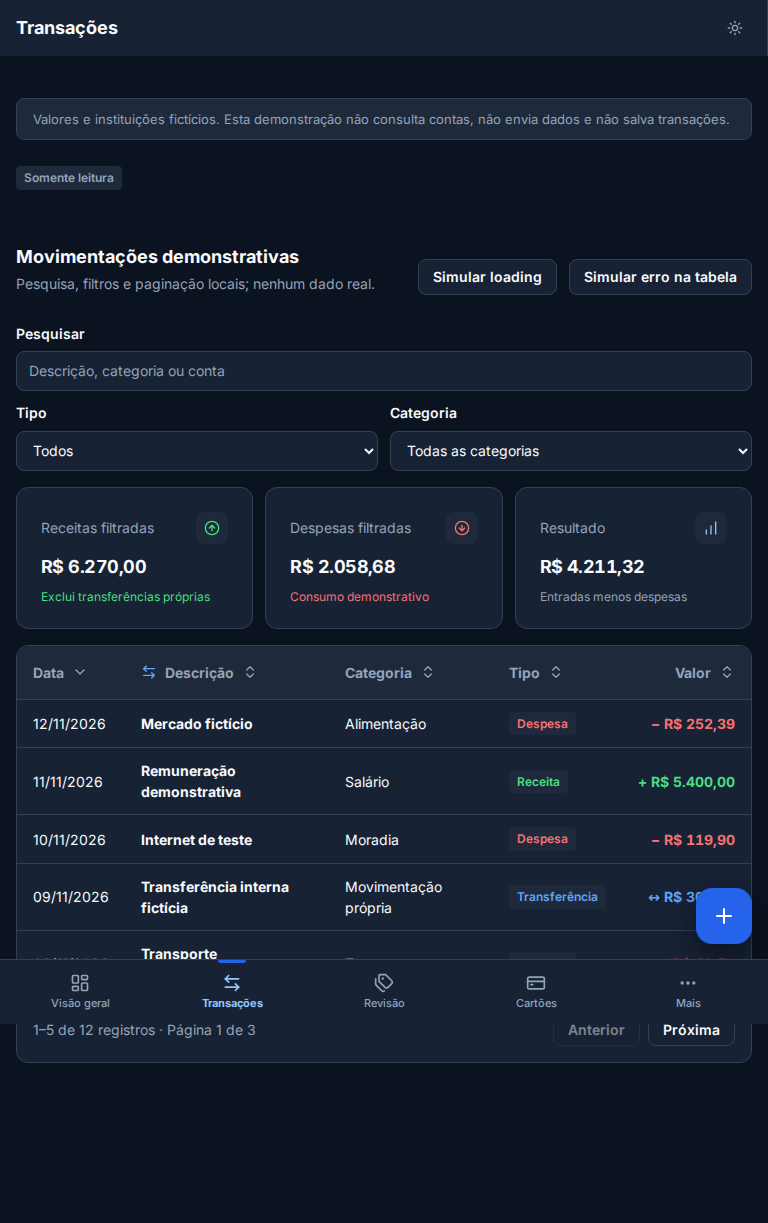 Transações
Valores e instituições fictícios. Esta demonstração não consulta contas, não envia dados e não salva transações.
Somente leitura
Movimentações demonstrativas
Pesquisa, filtros e paginação locais; nenhum dado real.
Simular loading
Simular erro na tabela
Pesquisar
Descrição, categoria ou conta
Tipo
Categoria
Todos
Todas as categorias
Receitas filtradas
R$ 6.270,00
Exclui transferências próprias
Despesas filtradas
R$ 2.058,68
Consumo demonstrativo
Resultado
R$ 4.211,32
Entradas menos despesas
Data Descrição Categoria Tipo Valor
12/11/2026 Mercado fictício Alimentação Despesa − R$ 252,39
11/11/2026 Remuneração demonstrativa Salário Receita + R$ 5.400,00
10/11/2026 Internet de teste Moradia Despesa − R$ 119,90
09/11/2026 Transferência interna fictícia Movimentação própria Transferência ↔ R$
Transporte
Visão geral
Transações
Revisão
Cartões
Mais
1–5 de 12 registros · Página 1 de 3
Anterior
Próxima